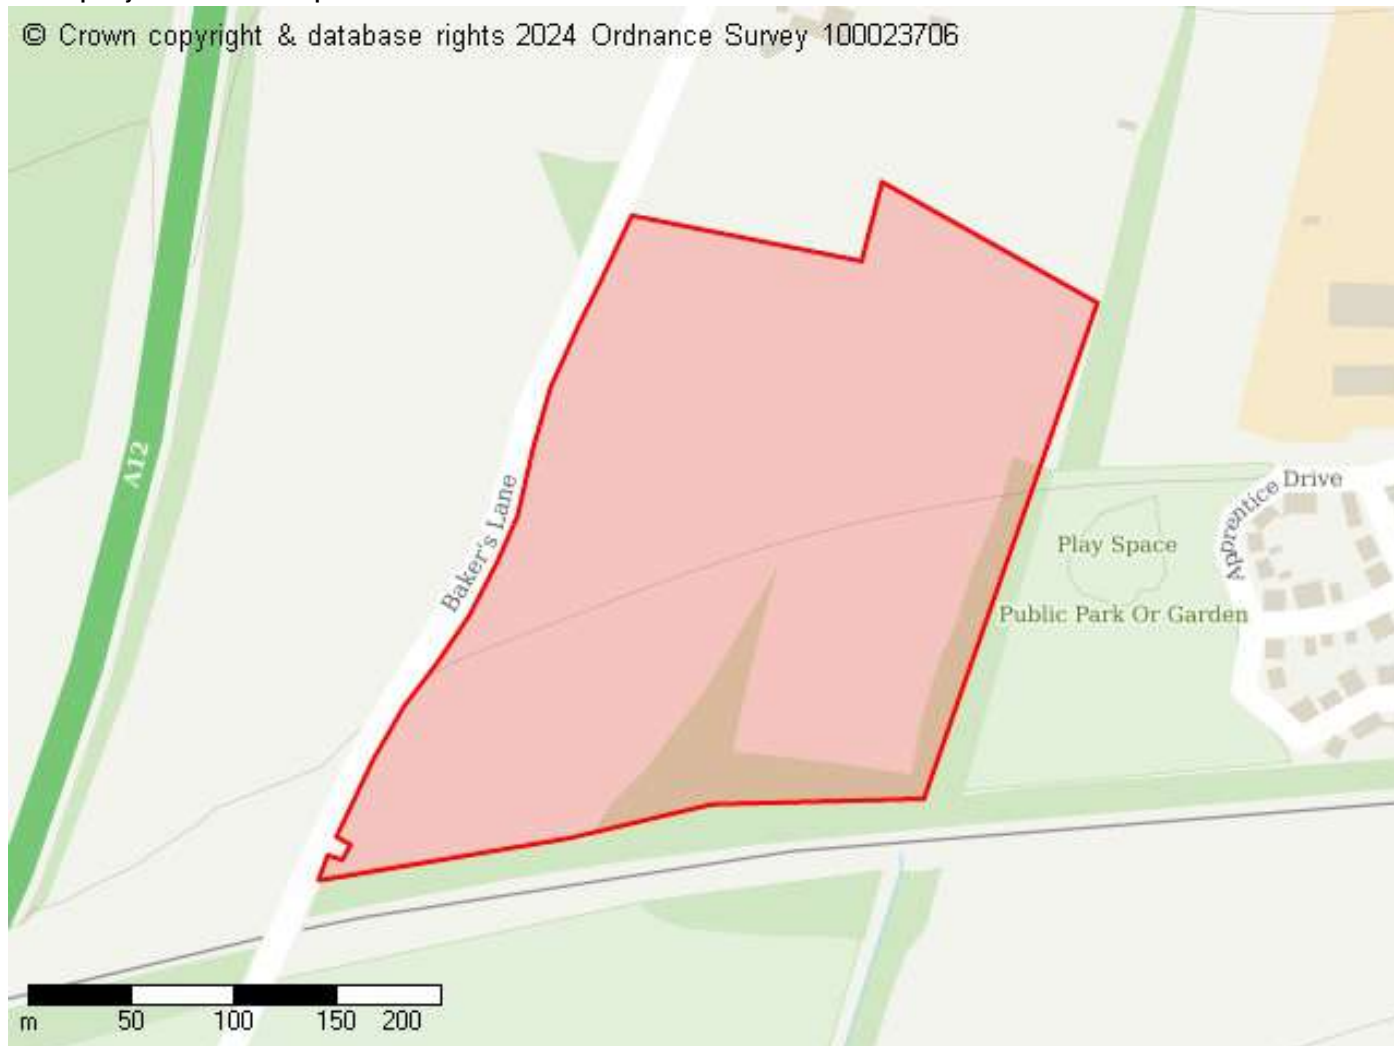 © Crown copyright & database rights 2024 Ordnance Survey 100023706
A12
Baker's Lane
Apprentice Drive
Play Space
Public Park Or Garden
m 50 100 150 200